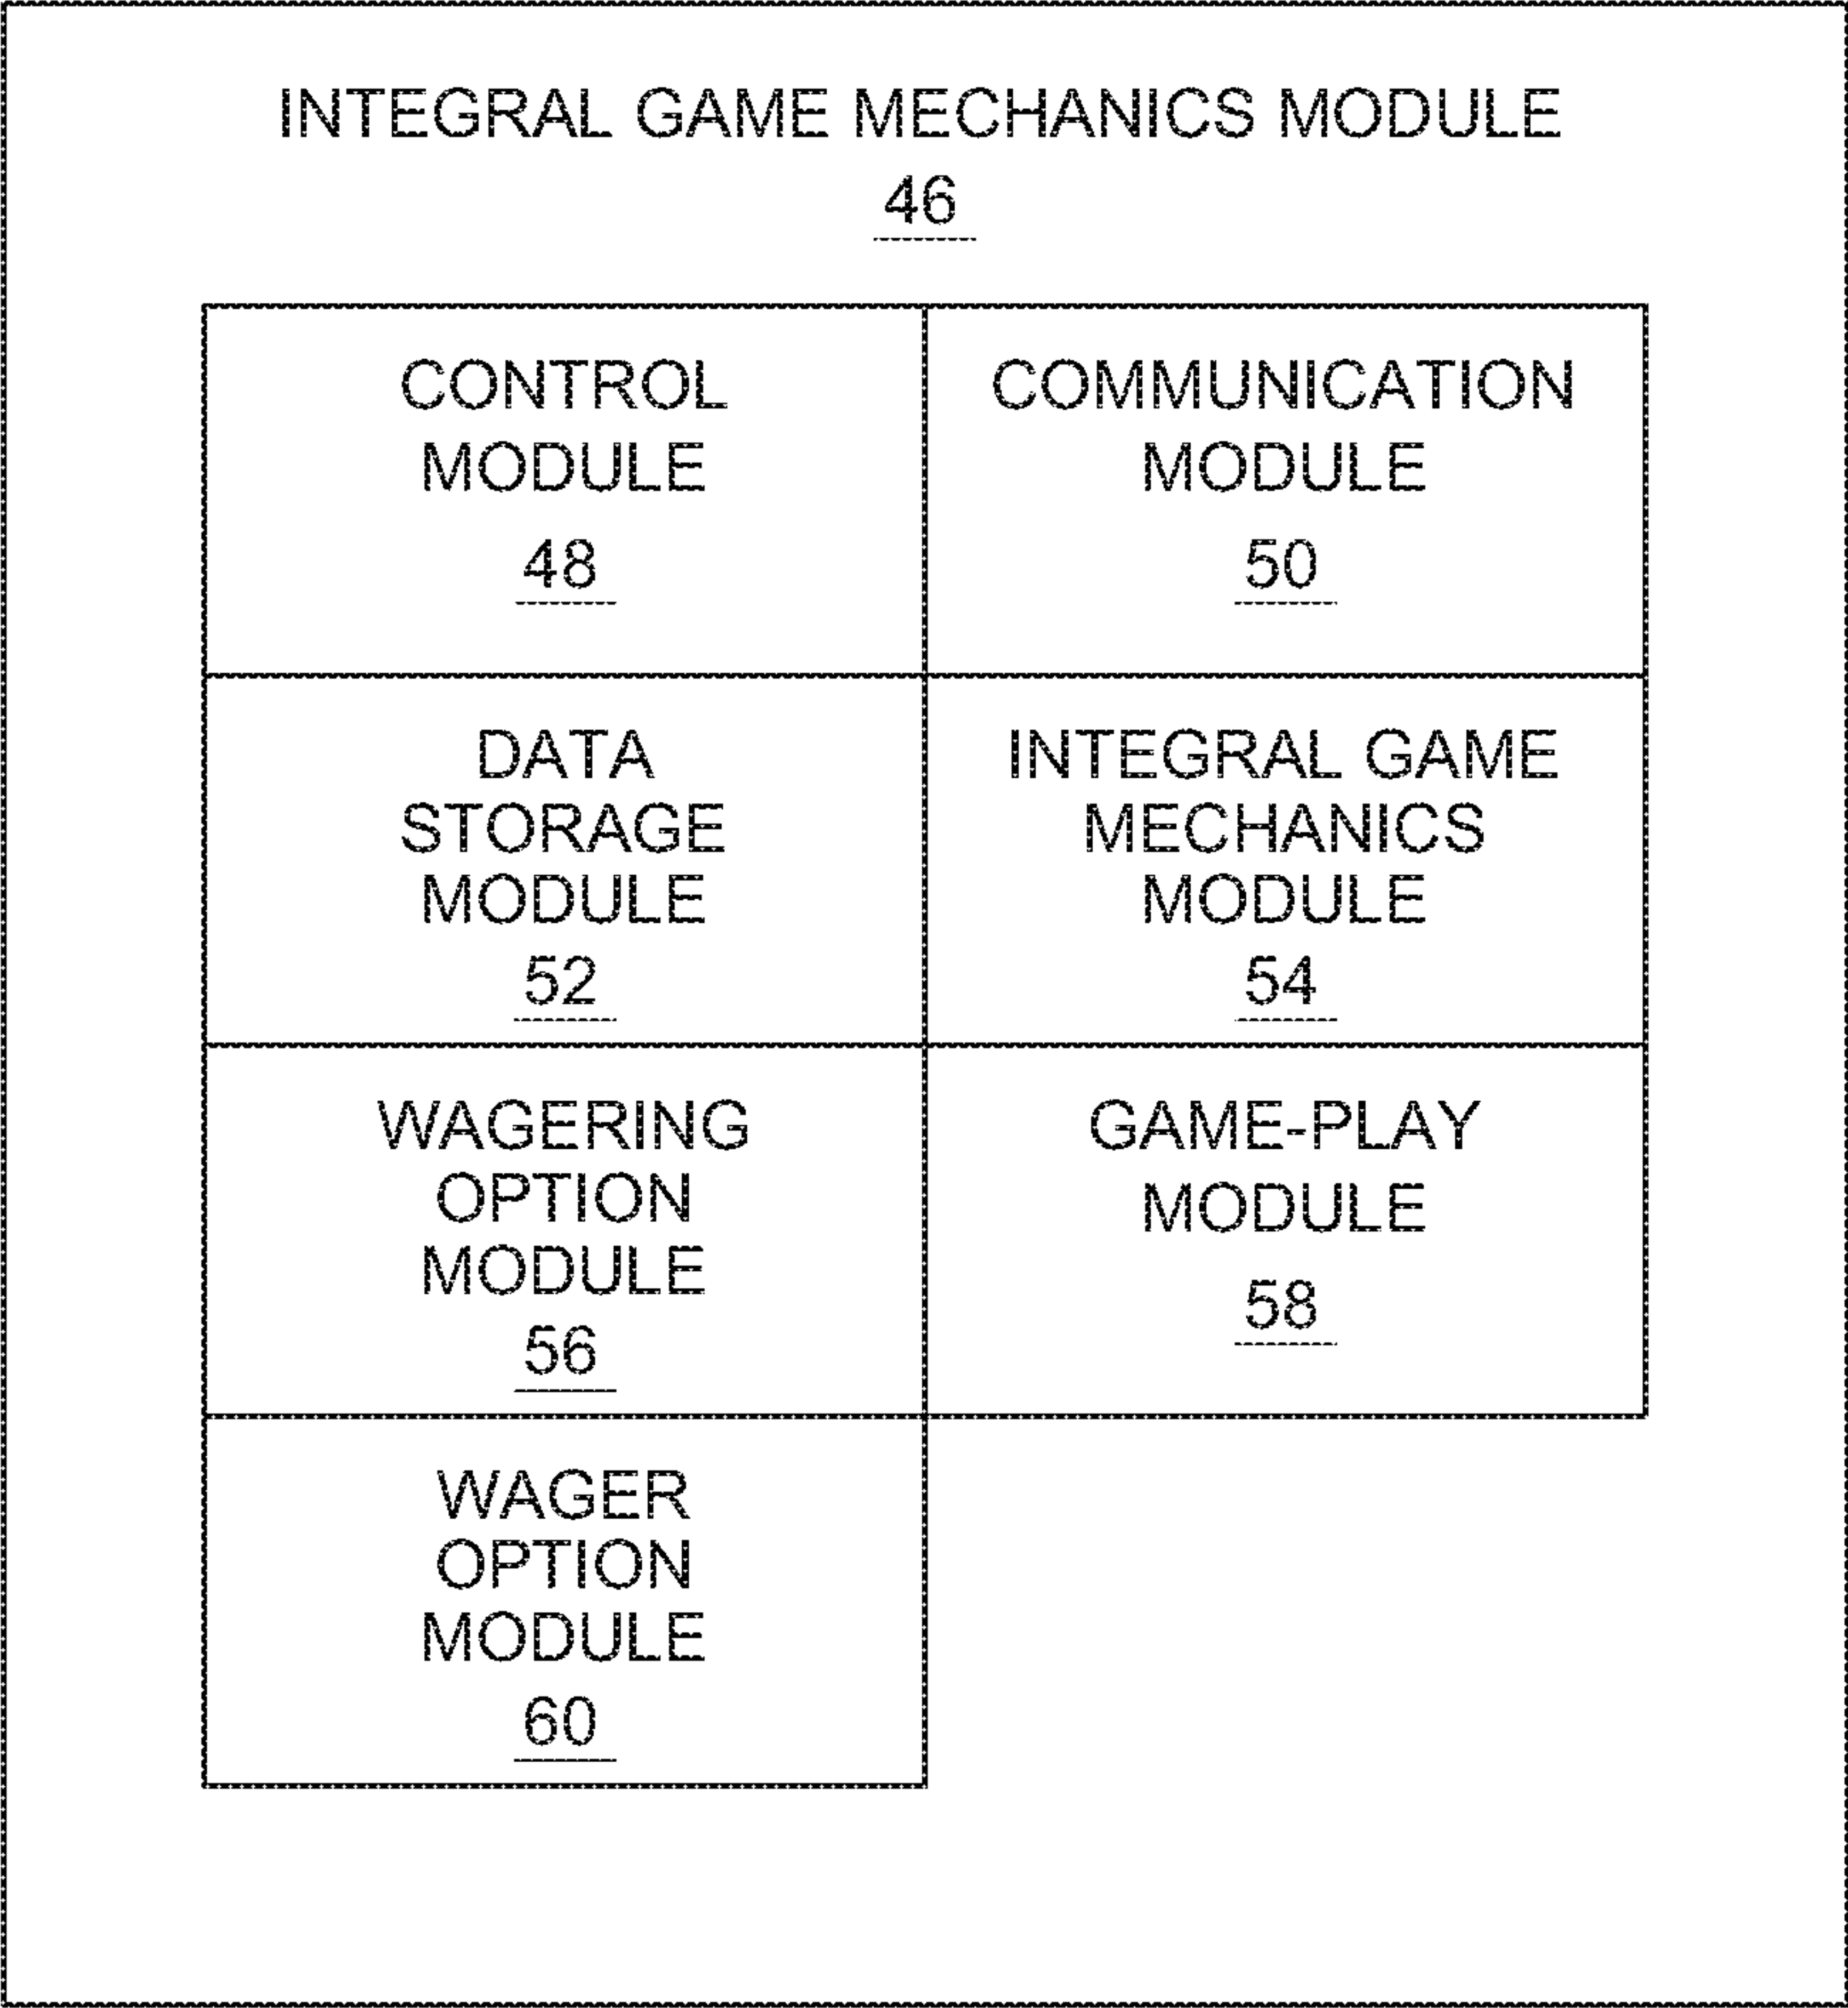 INTEGRAL GAME MECHANICS MODULE
46
CONTROL
MODULE
48
COMMUNICATION
MODULE
50
DATA
STORAGE
MODULE
52
INTEGRAL GAME
MECHANICS
MODULE
54
WAGERING
OPTION
MODULE
56
GAME-PLAY
MODULE
58
WAGER
OPTION
MODULE
60